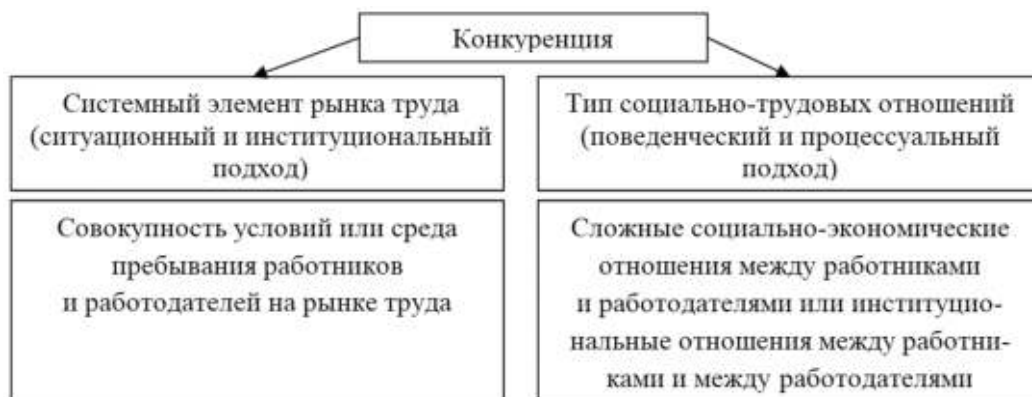 Конкуренция
Системный элемент рынка труда
(ситуационный и институциональный
подход)
Тип социально-трудовых отношений
(поведенческий и процессуальный
подход)
Совокупность условий или среда
пребывания работников
и работодателей на рынке труда
Сложные социально-экономические
отношения между работниками
и работодателями или институцио-
нальные отношения между работни-
ками и между работодателями